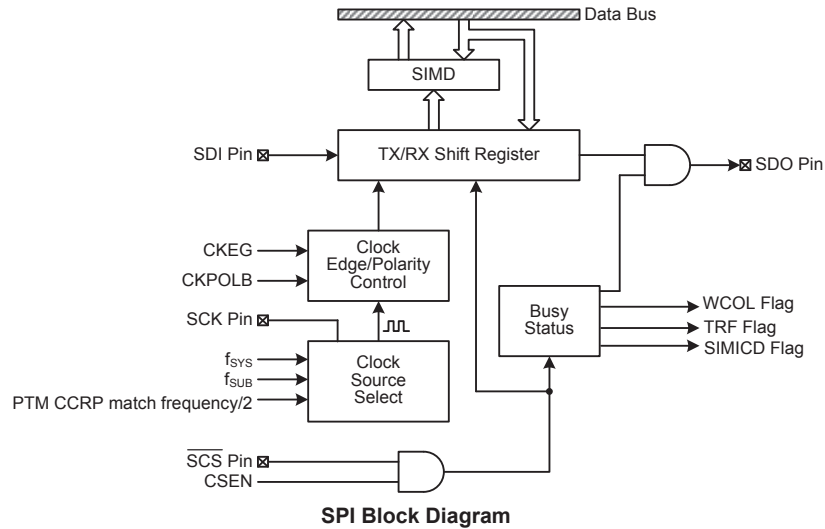 Data Bus
SIMD
SDI Pin
TX/RX Shift Register
SDO Pin
CKEG
CKPOLB
Clock
Edge/Polarity
Control
SCK Pin
Busy
Status
WCOL Flag
TRF Flag
SIMICD Flag
fSYS
fSUB
PTM CCRP match frequency/2
Clock
Source
Select
SCS Pin
CSEN
SPI Block Diagram